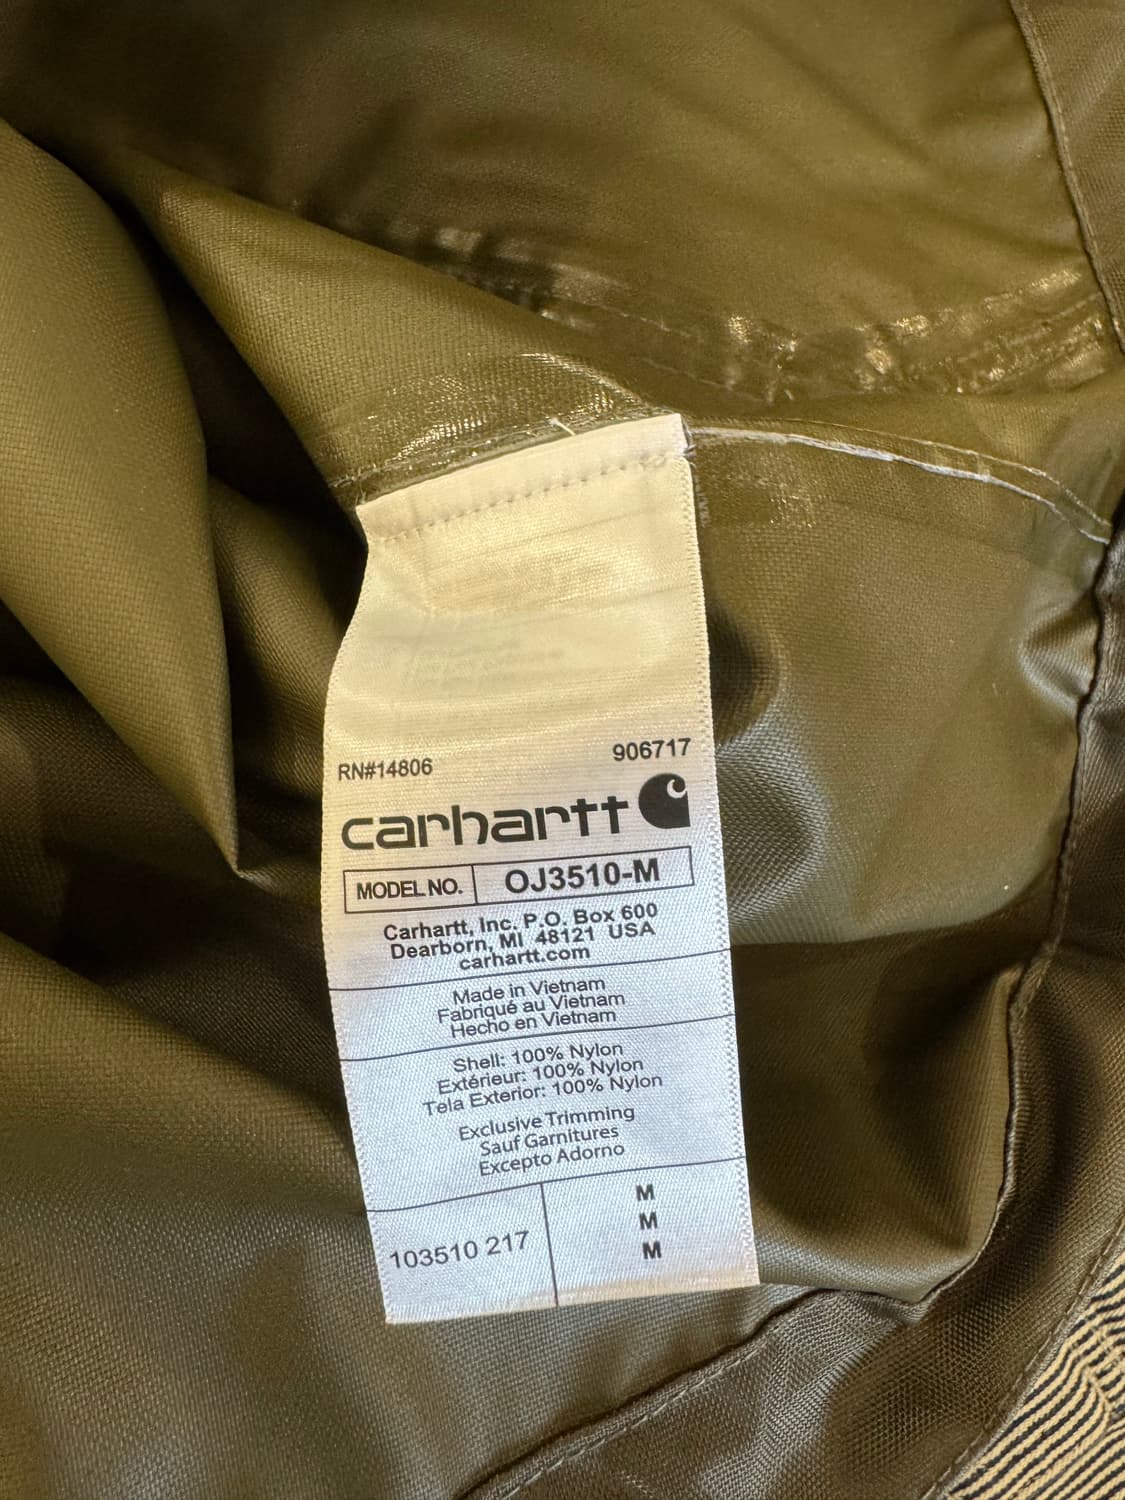 RN#14806 906717
carhartt
MODEL NO. OJ3510-M
Carhartt, Inc. P.O. Box 600
Dearborn, MI 48121 USA
carhartt.com
Made in Vietnam
Fabriqué au Vietnam
Hecho en Vietnam
Shell: 100% Nylon
Extérieur: 100% Nylon
Tela Exterior: 100% Nylon
Exclusive Trimming
Sauf Garnitures
Excepto Adorno
103510 217
M
M
M